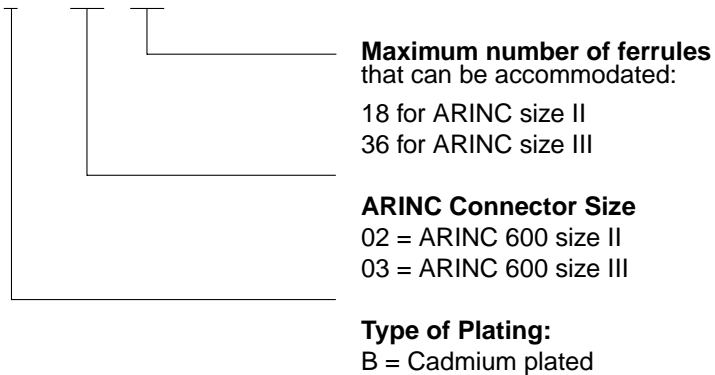 Maximum number of ferrules
that can be accommodated:
18 for ARINC size II
36 for ARINC size III
ARINC Connector Size
02 = ARINC 600 size II
03 = ARINC 600 size III
Type of Plating:
B = Cadmium plated